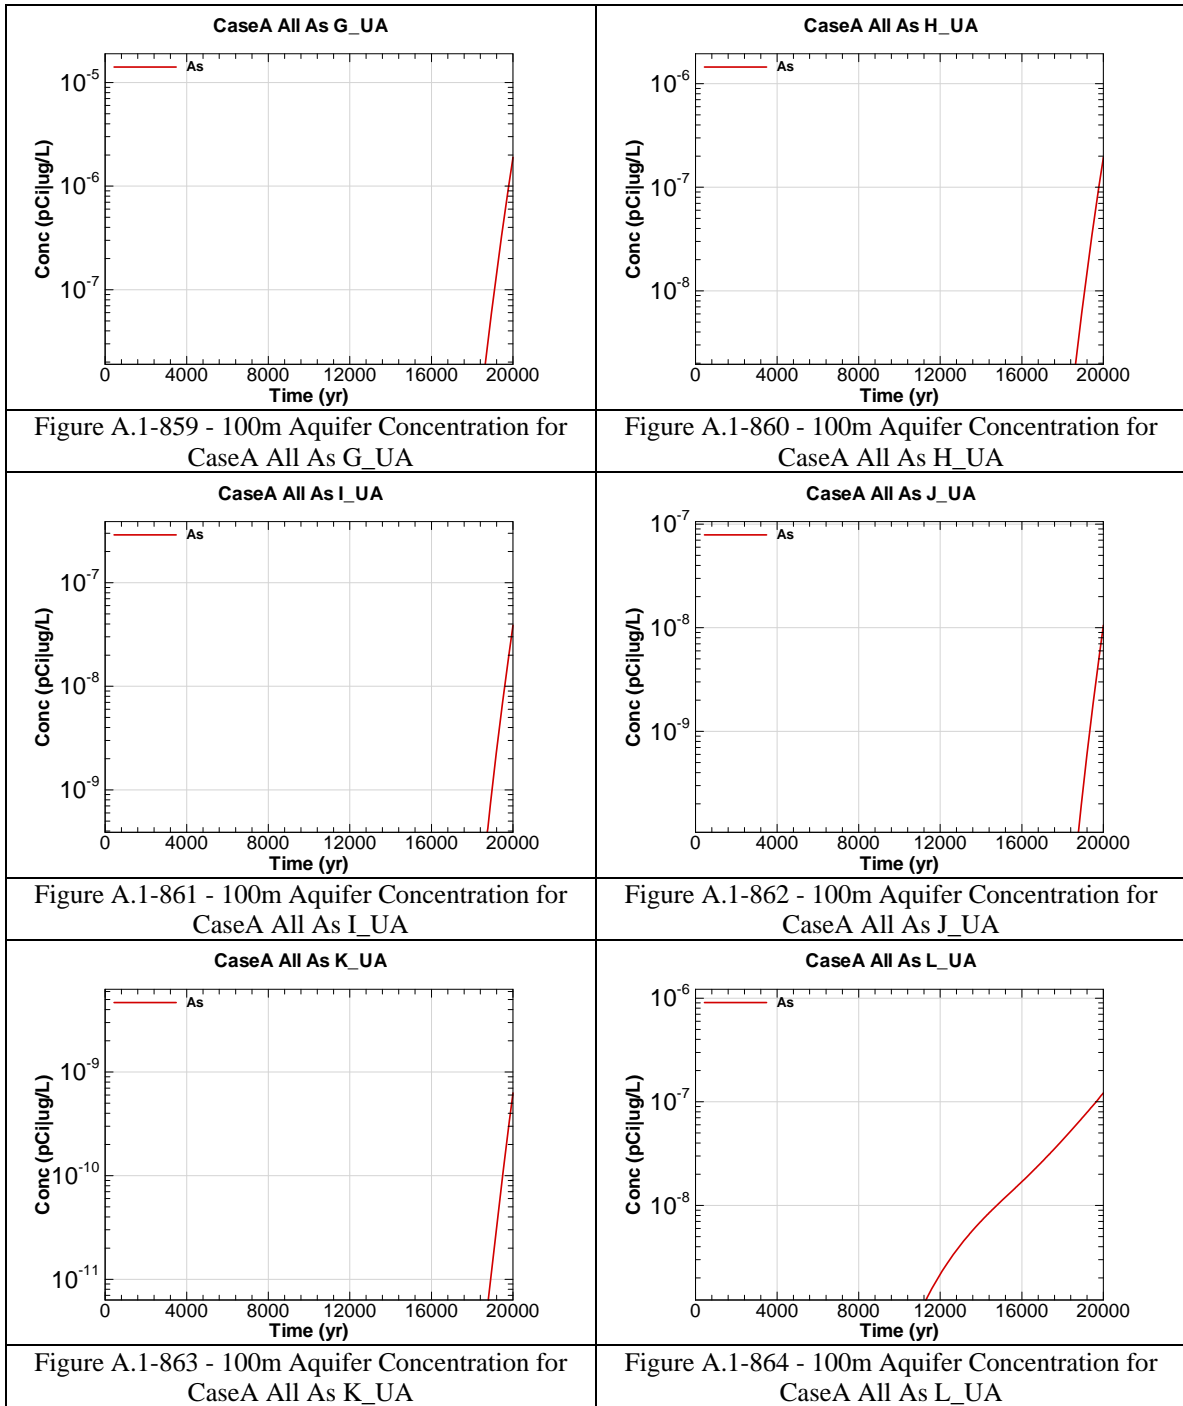 CaseA All As G_UA
As
10-5
10-6
10-7
Conc (pCi|ug/L)
0 4000 8000 12000 16000 20000
Time (yr)
Figure A.1-859 - 100m Aquifer Concentration for
CaseA All As G_UA
CaseA All As H_UA
As
10-6
10-7
10-8
Conc (pCi|ug/L)
0 4000 8000 12000 16000 20000
Time (yr)
Figure A.1-860 - 100m Aquifer Concentration for
CaseA All As H_UA
CaseA All As I_UA
As
10-7
10-8
10-9
Conc (pCi|ug/L)
0 4000 8000 12000 16000 20000
Time (yr)
Figure A.1-861 - 100m Aquifer Concentration for
CaseA All As I_UA
CaseA All As J_UA
As
10-7
10-8
10-9
Conc (pCi|ug/L)
0 4000 8000 12000 16000 20000
Time (yr)
Figure A.1-862 - 100m Aquifer Concentration for
CaseA All As J_UA
CaseA All As K_UA
As
10-9
10-10
10-11
Conc (pCi|ug/L)
0 4000 8000 12000 16000 20000
Time (yr)
Figure A.1-863 - 100m Aquifer Concentration for
CaseA All As K_UA
CaseA All As L_UA
As
10-6
10-7
10-8
Conc (pCi|ug/L)
0 4000 8000 12000 16000 20000
Time (yr)
Figure A.1-864 - 100m Aquifer Concentration for
CaseA All As L_UA